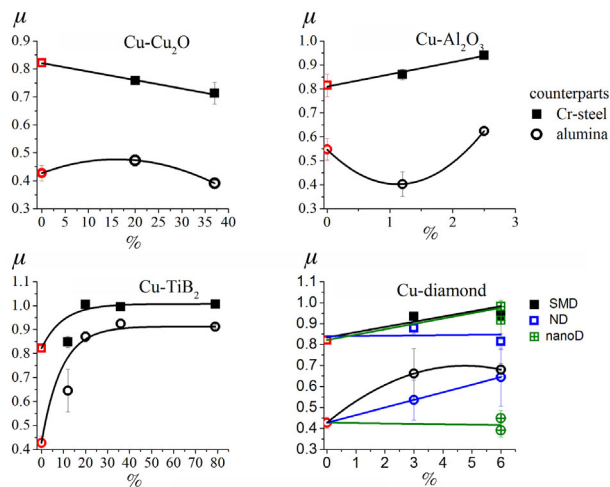 μ
Cu-Cu₂O
0.9
0.8
0.7
0.6
0.5
0.4
0.3
0 5 10 15 20 25 30 35 40
%
μ
Cu-Al₂O₃
1.0
0.9
0.8
0.7
0.6
0.5
0.4
0.3
0 1 2 3
%
counterparts
Cr-steel
alumina
μ
Cu-TiB₂
1.1
1.0
0.9
0.8
0.7
0.6
0.5
0.4
0 20 40 60 80
%
μ
Cu-diamond
1.1
1.0
0.9
0.8
0.7
0.6
0.5
0.4
0.3
0 1 2 3 4 5 6
%
SMD
ND
nanoD